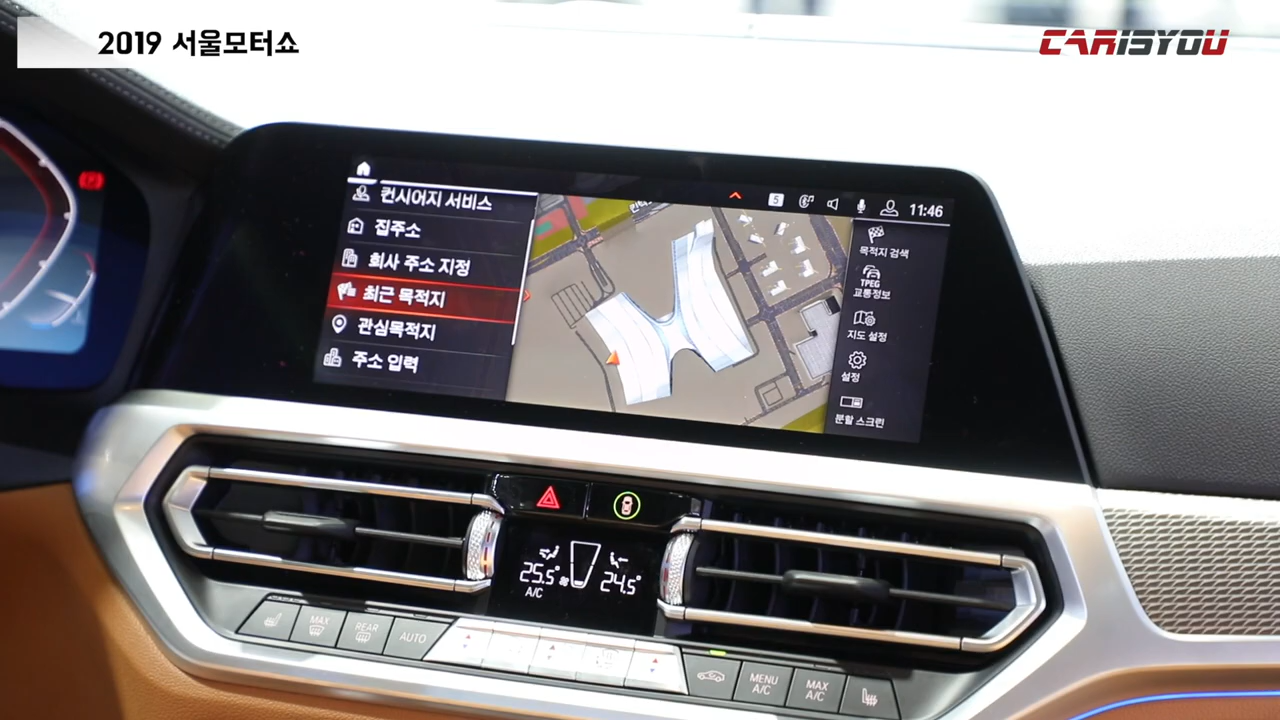 2019 서울모터쇼
CARISYOU
5
11:46
컨시어지 서비스
집주소
회사 주소 지정
최근 목적지
관심목적지
주소 입력
목적지 검색
TPEG
교통정보
지도 설정
설정
분할 스크린
25.5°
24.5°
A/C
MAX
REAR
AUTO
MENU
A/C
MAX
A/C